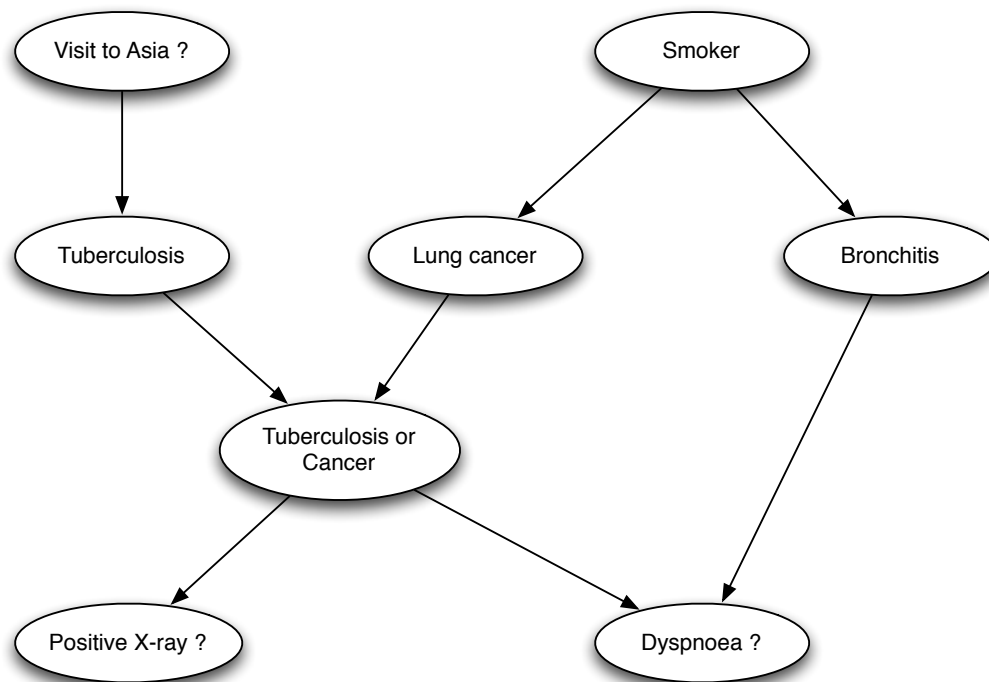 Visit to Asia ?
Smoker
Tuberculosis
Lung cancer
Bronchitis
Tuberculosis or
Cancer
Positive X-ray ?
Dyspnoea ?